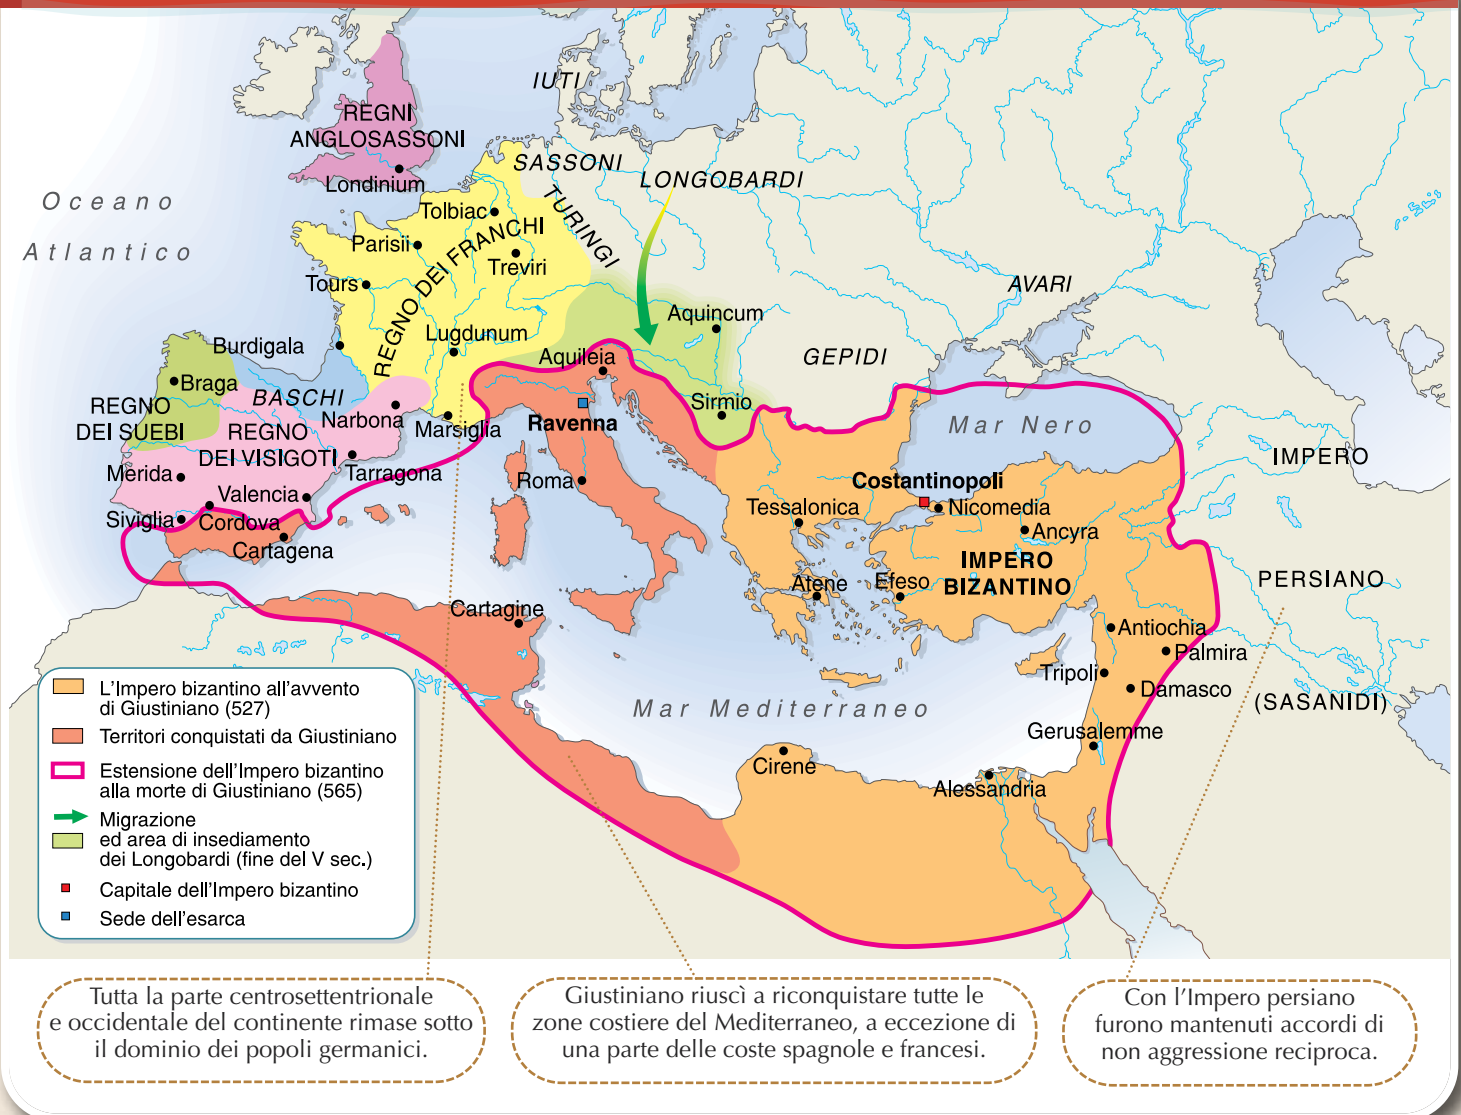 IUTI
REGNI
ANGLOSASSONI
Londinium
SASSONI
LONGOBARDI
TURINGI
Oceano
Atlantico
Tolbiac
Parisii
REGNO DEI FRANCHI
Treviri
Tours
AVARI
Aquincum
Lugdunum
Burdigala
Aquileia
GEPIDI
Braga
BASCHI
Sirmio
REGNO
DEI SUEBI
Narbona
Marsiglia
Ravenna
Mar Nero
REGNO
DEI VISIGOTI
Tarragona
IMPERO
Merida
Valencia
Roma
Costantinopoli
Nicomedia
Tessalonica
Siviglia
Cordova
Cartagena
Ancyra
IMPERO
BIZANTINO
PERSIANO
Atene
Efeso
Cartagine
Antiochia
Palmira
Tripoli
Damasco
(SASANIDI)
Mar Mediterraneo
Gerusalemme
Cirene
Alessandria
L'Impero bizantino all'avvento
di Giustiniano (527)
Territori conquistati da Giustiniano
Estensione dell'Impero bizantino
alla morte di Giustiniano (565)
Migrazione
ed area di insediamento
dei Longobardi (fine del V sec.)
Capitale dell'Impero bizantino
Sede dell'esarca
Tutta la parte centrosettentrionale
e occidentale del continente rimase sotto
il dominio dei popoli germanici.
Giustiniano riuscì a riconquistare tutte le
zone costiere del Mediterraneo, a eccezione di
una parte delle coste spagnole e francesi.
Con l'Impero persiano
furono mantenuti accordi di
non aggressione reciproca.